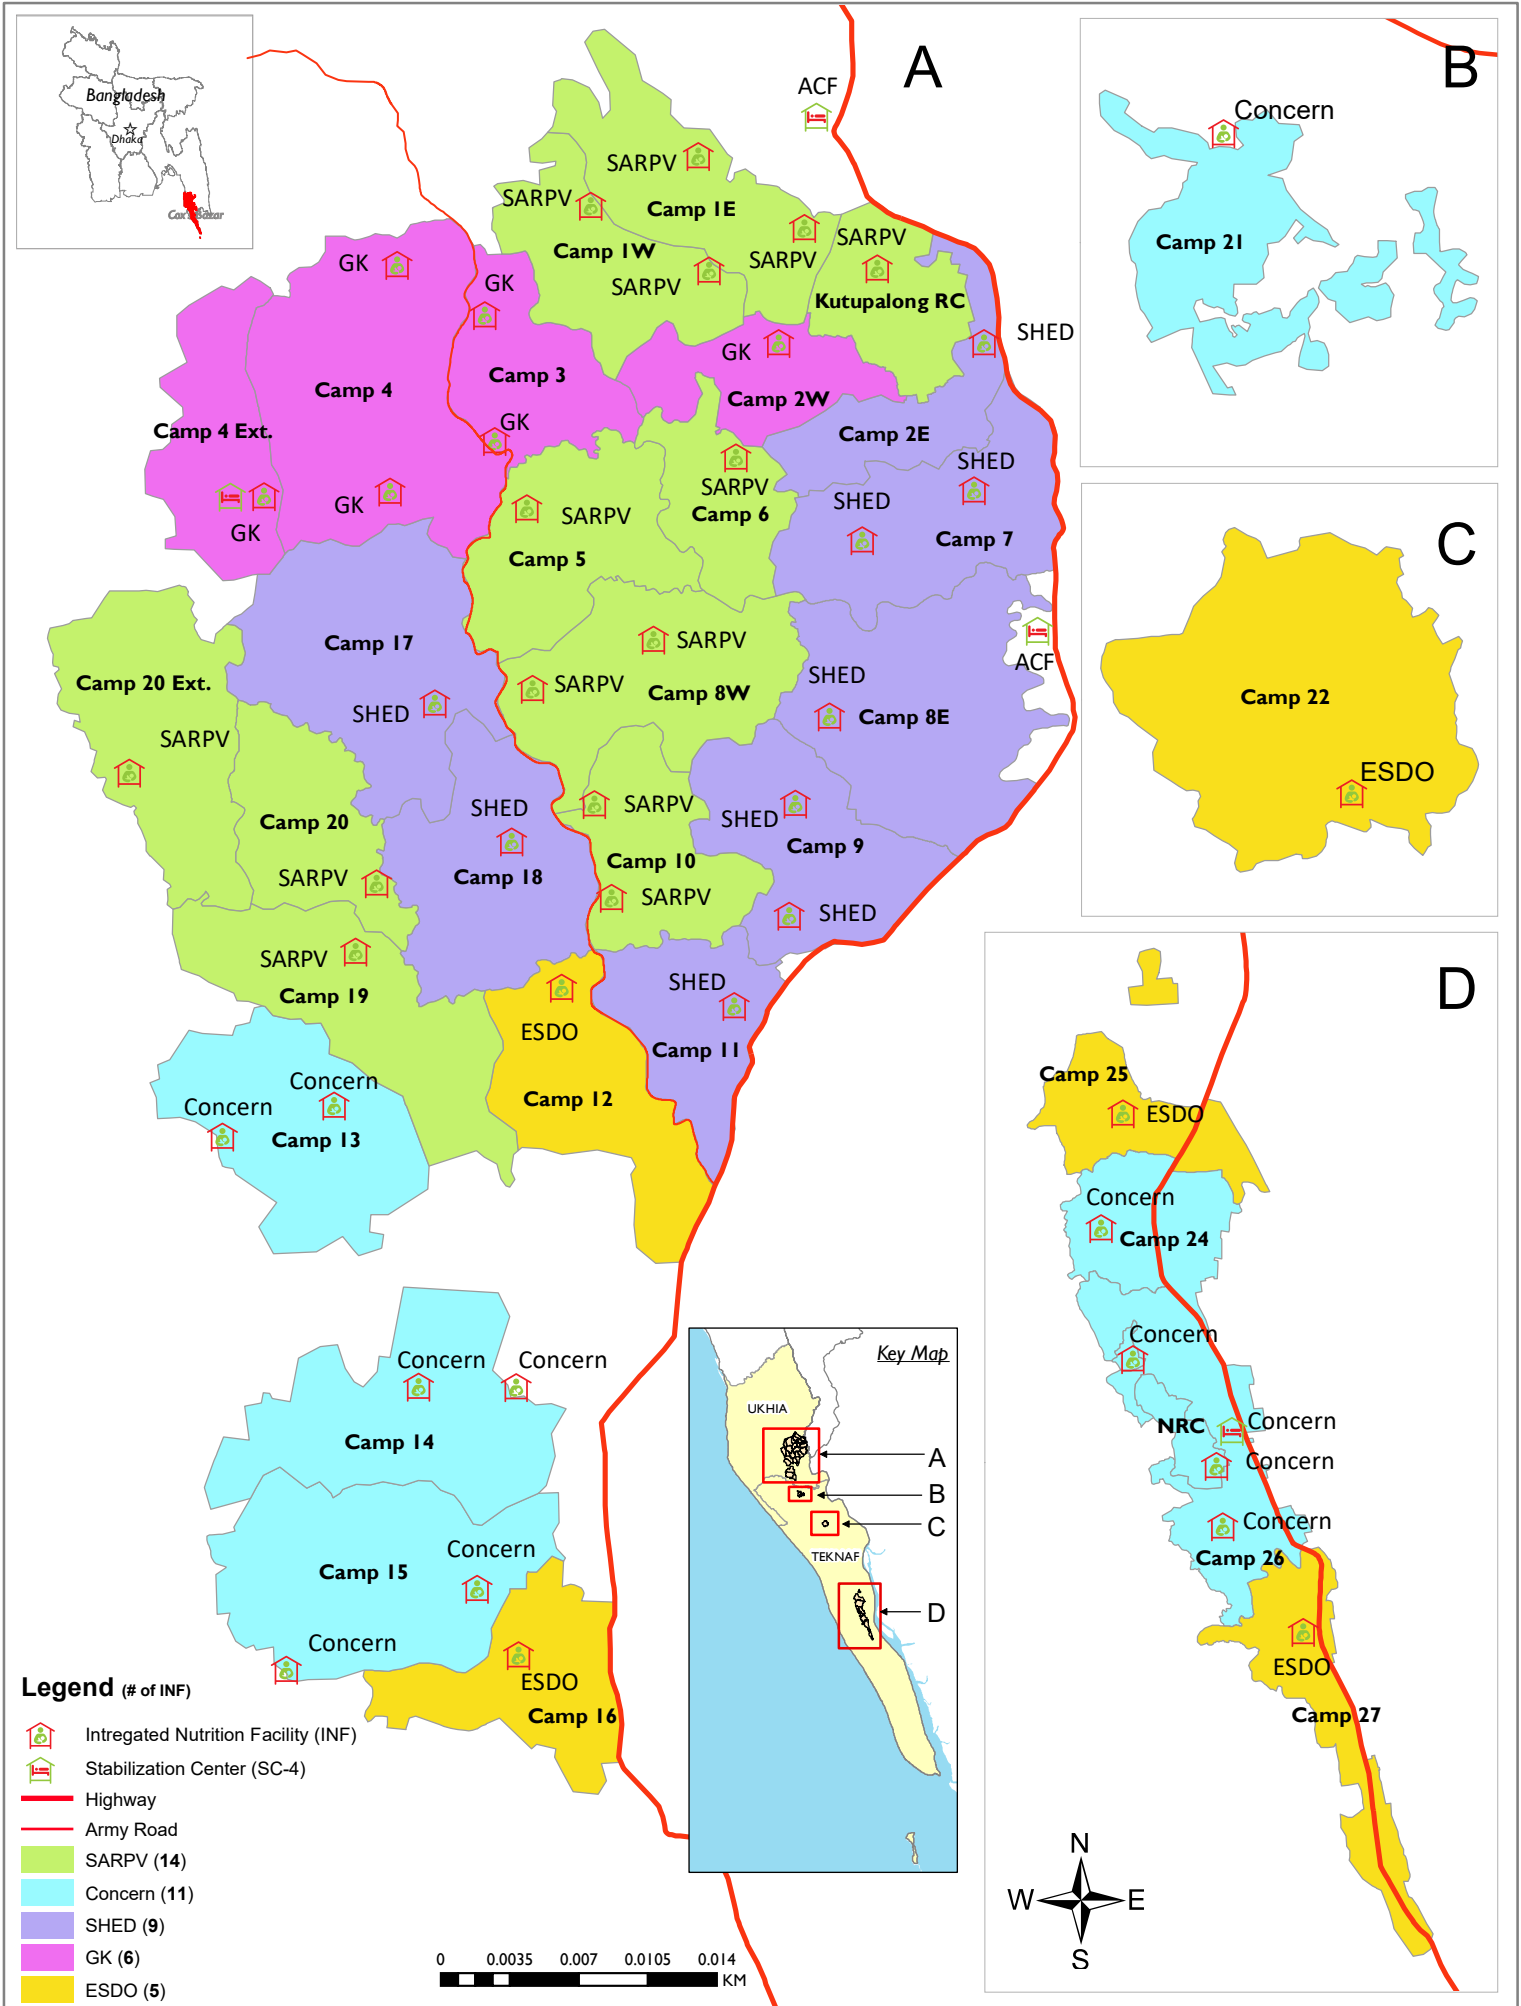 Bangladesh
Dhaka
Cox's Bazar
A
ACF
SARPV
SARPV
Camp 1E
Camp 1W
SARPV
SARPV
SARPV
Kutupalong RC
GK
GK
Camp 3
GK
Camp 4
Camp 4 Ext.
GK
GK
GK
Camp 2W
SHED
Camp 2E
SHED
SHED
Camp 7
SARPV
Camp 6
SARPV
Camp 5
ACF
Camp 17
SHED
SARPV
SARPV
Camp 8W
SHED
Camp 8E
Camp 20 Ext.
SARPV
Camp 20
SARPV
SHED
Camp 18
SARPV
Camp 10
SARPV
SHED
Camp 9
SHED
SARPV
Camp 19
ESDO
Camp 12
SHED
Camp 11
Concern
Concern
Camp 13
Concern
Concern
Camp 14
Concern
Camp 15
Concern
ESDO
Camp 16
B
Concern
Camp 21
C
Camp 22
ESDO
D
Camp 25
ESDO
Concern
Camp 24
Concern
NRC
Concern
Concern
Concern
Camp 26
ESDO
Camp 27
N
W
E
S
Key Map
UKHIA
A
B
C
TEKNAF
D
Legend (# of INF)
Intregated Nutrition Facility (INF)
Stabilization Center (SC-4)
Highway
Army Road
SARPV (14)
Concern (11)
SHED (9)
GK (6)
ESDO (5)
0 0.0035 0.007 0.0105 0.014
KM